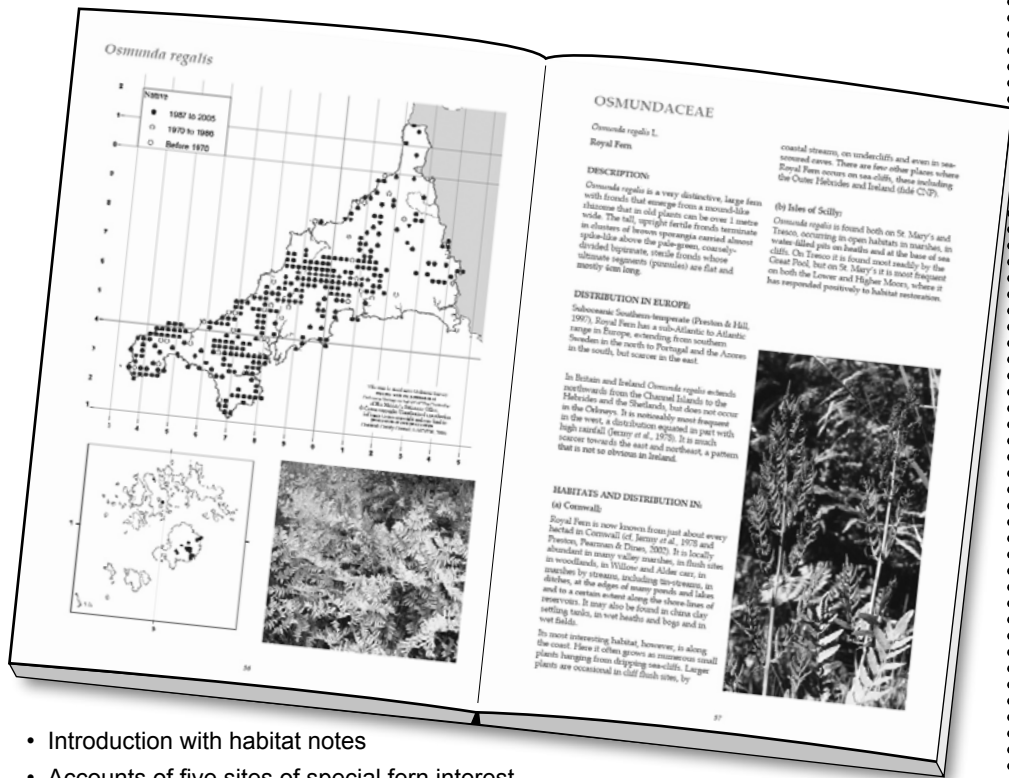 Osmunda regalis
Native
1987 to 2005
1970 to 1986
Before 1970
OSMUNDACEAE
Osmunda regalis L.
Royal Fern
DESCRIPTION:
Osmunda regalis is a very distinctive, large fern
with fronds that emerge from a mound-like
rhizome that in old plants can be over 1 metre
wide. The tall, upright fertile fronds terminate
in clusters of brown sporangia carried almost
spike-like above the pale-green, coarsely-
divided bipinnate, sterile fronds whose
ultimate segments (pinnules) are flat and
mostly 4cm long.
DISTRIBUTION IN EUROPE:
Suboceanic Southern-temperate (Preston & Hill,
1997). Royal Fern has a sub-Atlantic to Atlantic
range in Europe, extending from southern
Sweden in the north to Portugal and the Azores
in the south, but scarcer in the east.
In Britain and Ireland Osmunda regalis extends
northwards from the Channel Islands to the
Hebrides and the Shetlands, but does not occur
in the Orkneys. It is noticeably most frequent
in the west, a distribution equated in part with
high rainfall (Jermy et al., 1978). It is much
scarcer towards the east and northeast, a pattern
that is not so obvious in Ireland.
HABITATS AND DISTRIBUTION IN:
(a) Cornwall:
Royal Fern is now known from just about every
hectad in Cornwall (cf. Jermy et al., 1978 and
Preston, Pearman & Dines, 2002). It is locally
abundant in many valley marshes, in flush sites
in woodlands, in Willow and Alder carr, in
marshes by streams, including tin-streams, in
ditches, at the edges of many ponds and lakes
and to a certain extent along the shore-lines of
reservoirs. It may also be found in china clay
settling tanks, in wet heaths and bogs and in
wet fields.
Its most interesting habitat, however, is along
the coast. Here it often grows as numerous small
plants hanging from dripping sea-cliffs. Larger
plants are occasional in cliff flush sites, by
coastal streams, on undercliffs and even in sea-
scoured caves. There are few other places where
Royal Fern occurs on sea-cliffs, these including
the Outer Hebrides and Ireland (fide CNP).
(b) Isles of Scilly:
Osmunda regalis is found both on St. Mary's and
Tresco, occurring in open habitats in marshes, in
water-filled pits on heaths and at the base of sea
cliffs. On Tresco it is found most readily by the
Great Pool, but on St. Mary's it is most frequent
on both the Lower and Higher Moors, where it
has responded positively to habitat restoration.
37
• Introduction with habitat notes
• Accounts of five sites of special fern interest